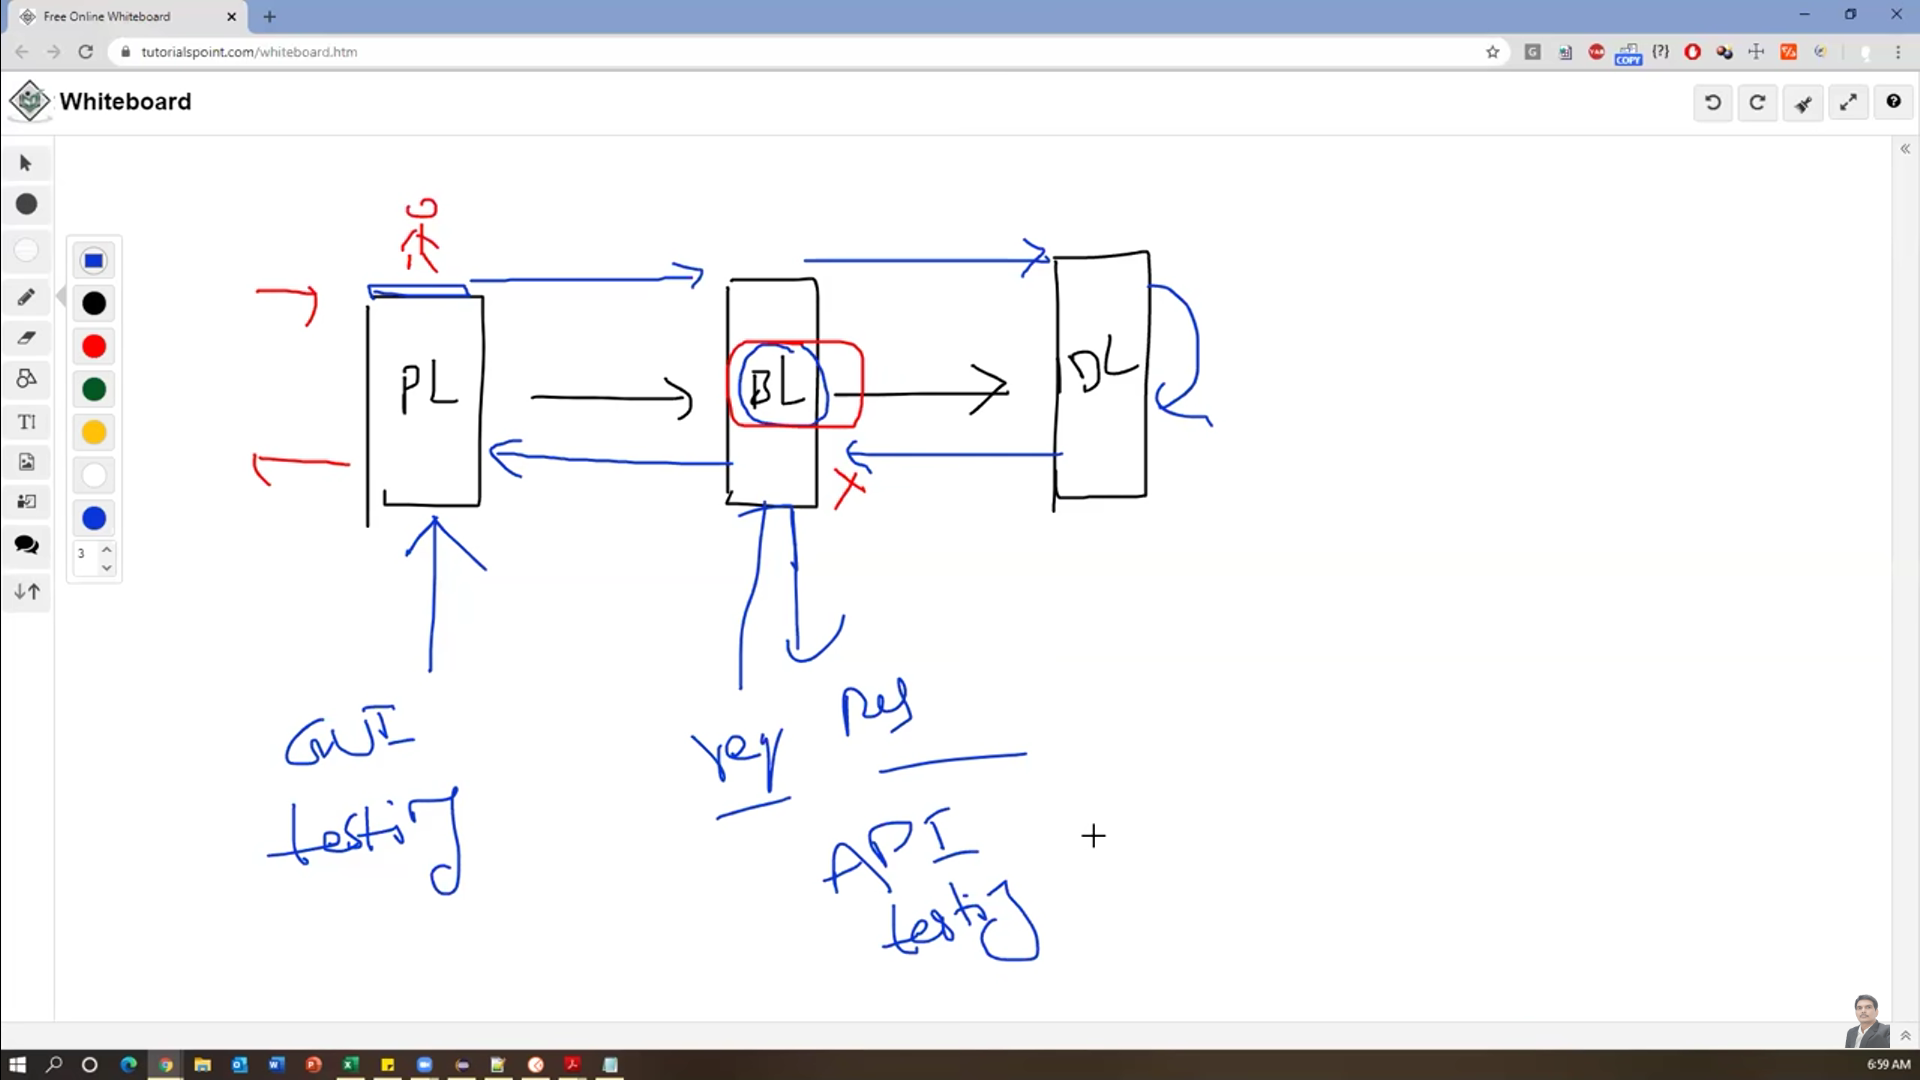 Free Online Whiteboard
tutorialspoint.com/whiteboard.htm
COPY
Whiteboard
PL
BL
DL
3
GUI
testing
req
Res
API
testing
6:59 AM